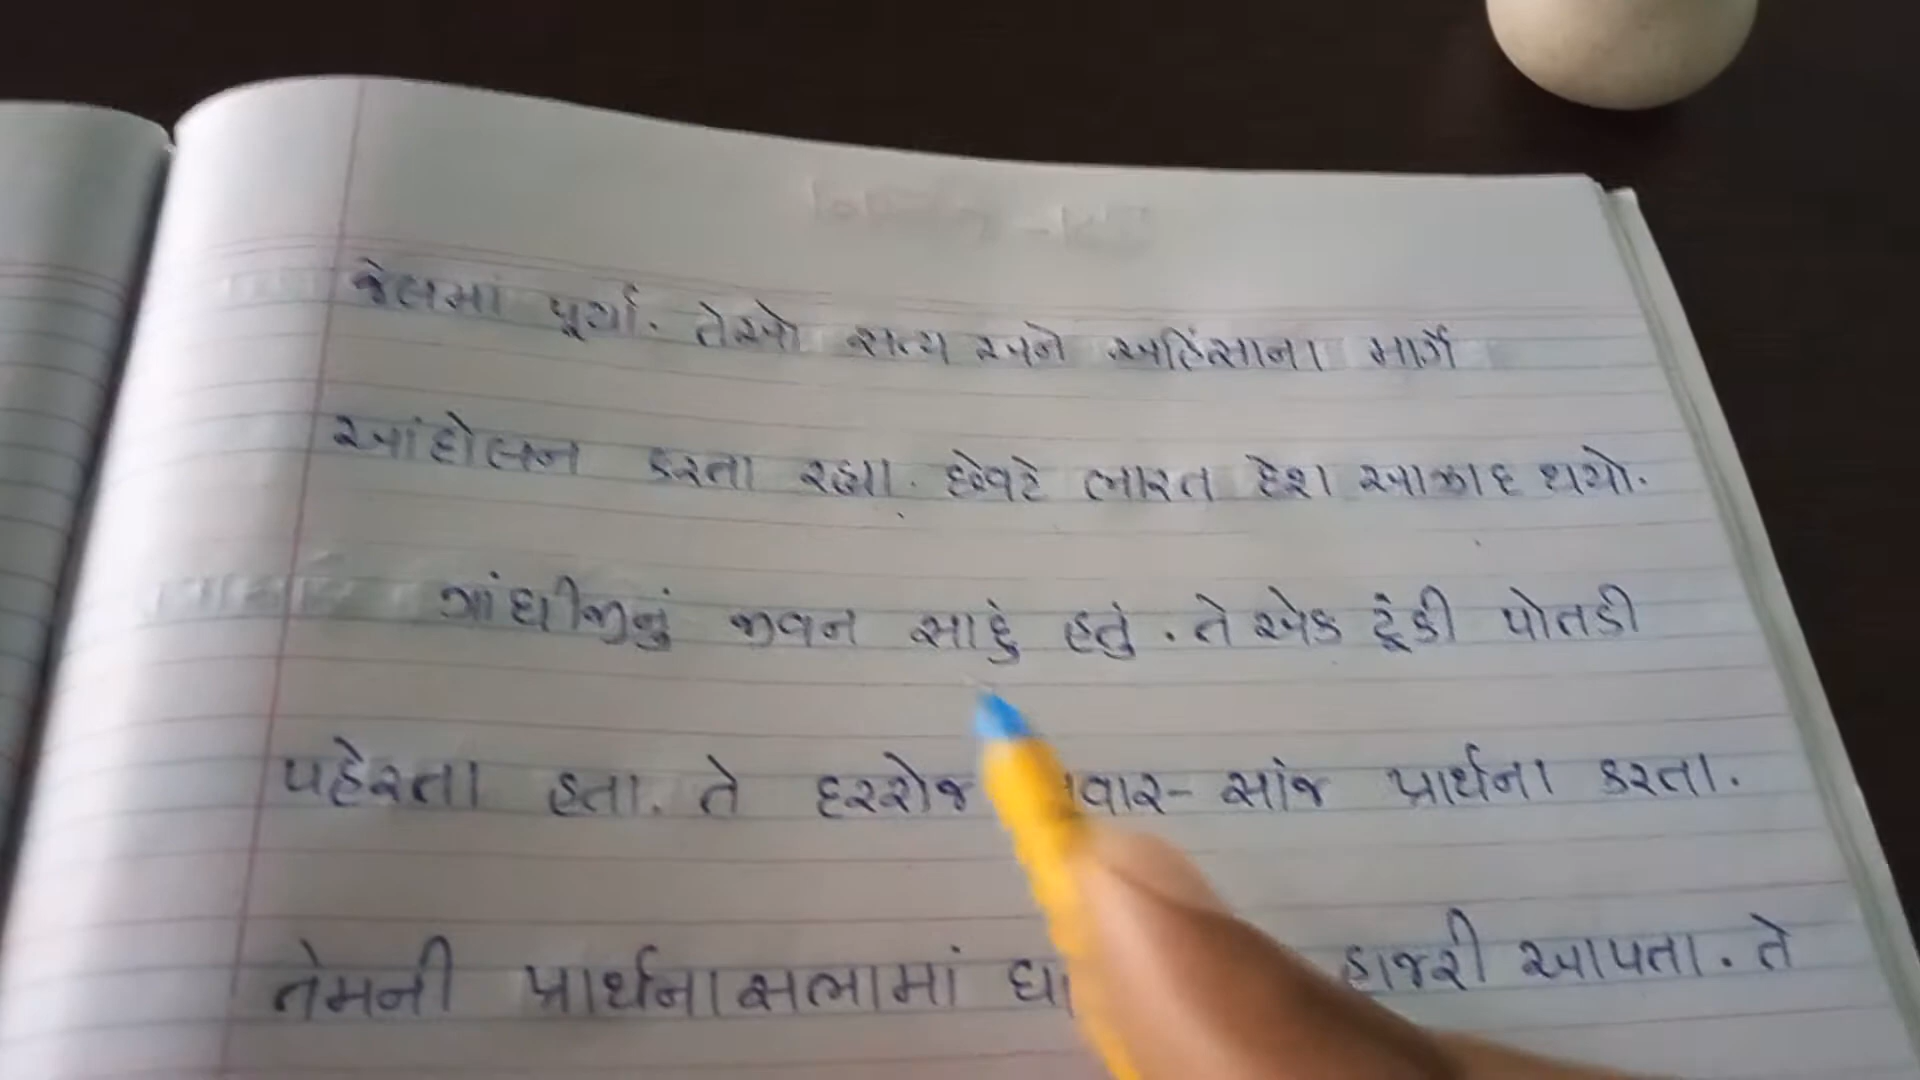 જેલમાં પૂર્યા. તેઓ સત્ય અને અહિંસાના માર્ગે
આંદોલન કરતા રહ્યા. છેવટે ભારત દેશ આઝાદ થયો.
ગાંધીજીનું જીવન સાદું હતું. તે એક ટૂંકી પોતડી
પહેરતા હતા. તે દરરોજ સાંજ પ્રાર્થના કરતા.
તેમની પ્રાર્થનાસભામાં હાજરી આપતા. તે